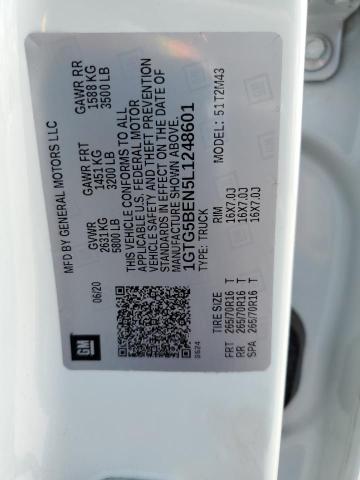 MFD BY GENERAL MOTORS LLC
06/20
GVWR
2631 KG
5800 LB
GAWR FRT
1451 KG
3200 LB
GAWR RR
1588 KG
3500 LB
THIS VEHICLE CONFORMS TO ALL
APPLICABLE U.S. FEDERAL MOTOR
VEHICLE SAFETY AND THEFT PREVENTION
STANDARDS IN EFFECT ON THE DATE OF
MANUFACTURE SHOWN ABOVE.
1GTG5BEN5L1248601
TYPE: TRUCK
MODEL: 51T2M43
TIRE SIZE RIM
FRT 265/70R16 T 16X7.0J
RR 265/70R16 T 16X7.0J
SPA 265/70R16 T 16X7.0J
GM